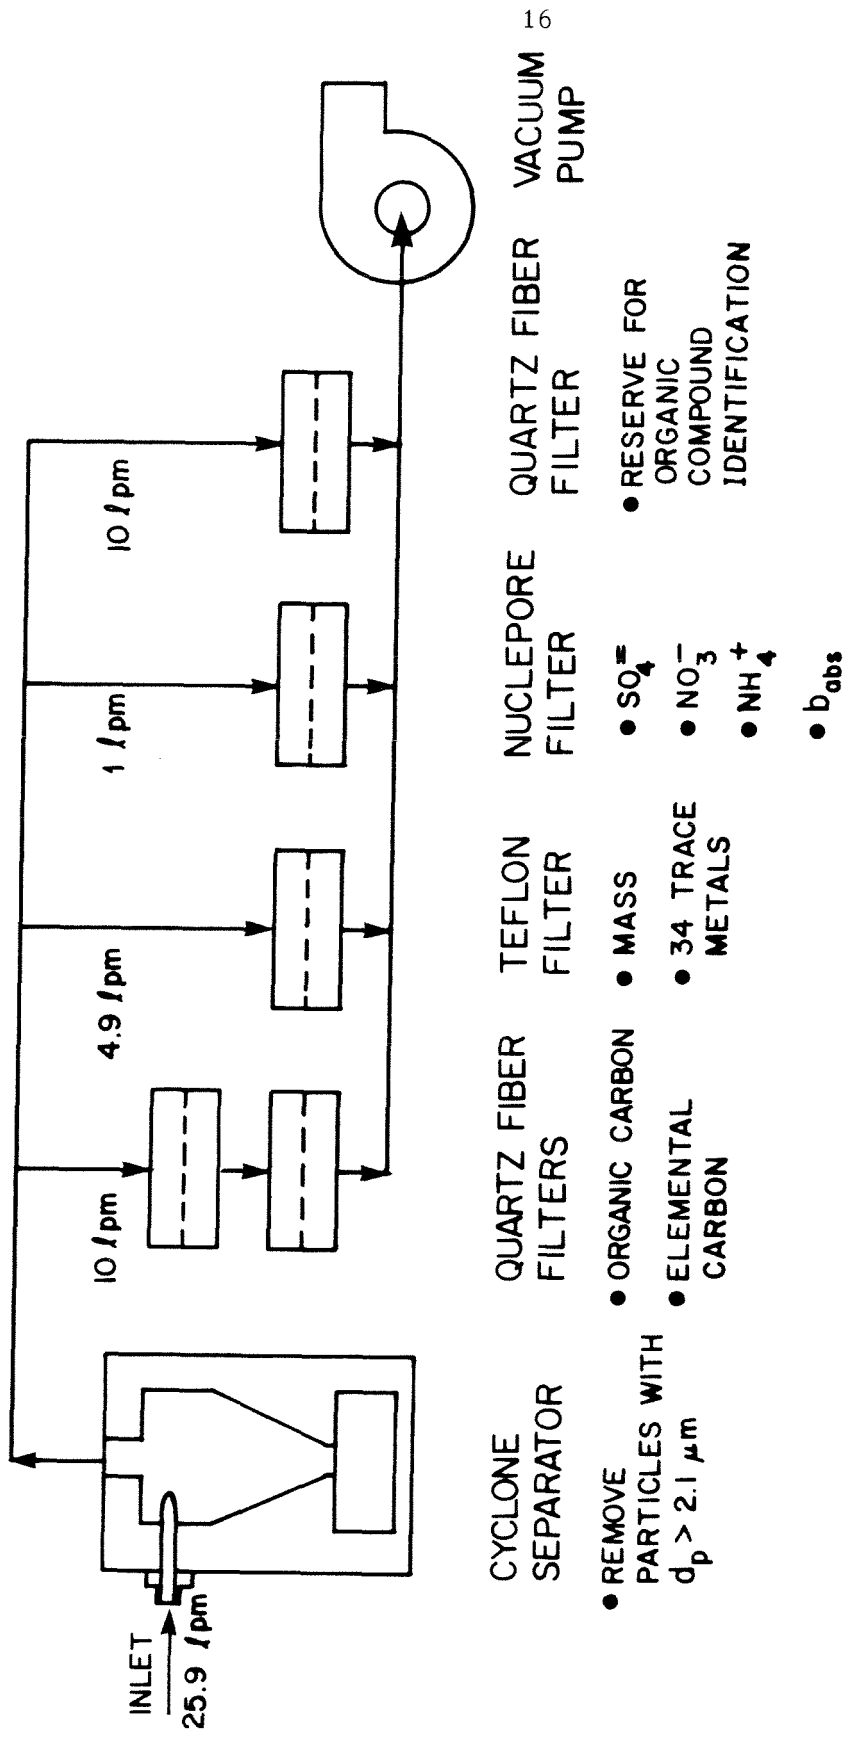 16
INLET
25.9 lpm
10 lpm
4.9 lpm
1 lpm
10 lpm
CYCLONE
SEPARATOR
• REMOVE
PARTICLES WITH
dp > 2.1 μm
QUARTZ FIBER
FILTERS
• ORGANIC CARBON
• ELEMENTAL
CARBON
TEFLON
FILTER
• MASS
• 34 TRACE
METALS
NUCLEPORE
FILTER
• SO4=
• NO3-
• NH4+
• babs
QUARTZ FIBER
FILTER
• RESERVE FOR
ORGANIC
COMPOUND
IDENTIFICATION
VACUUM
PUMP